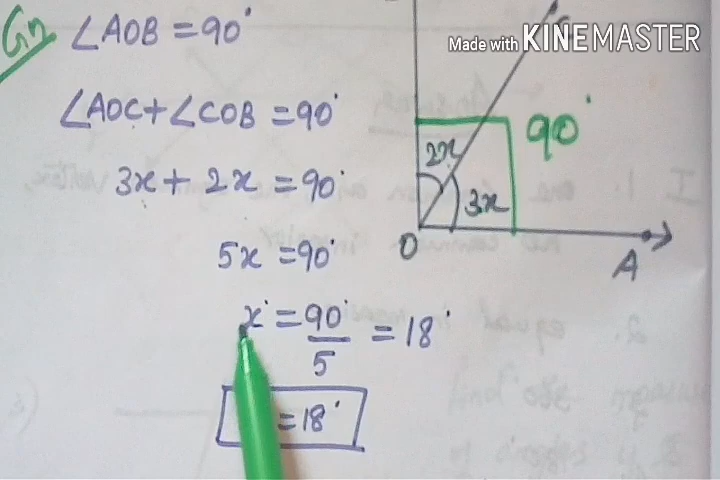 Gn ∠AOB = 90°
∠AOC + ∠COB = 90°
3x + 2x = 90°
5x = 90°
x° = 90°/5 = 18°
= 18°
Made with KINEMASTER
C
90°
2x
3x
O
A